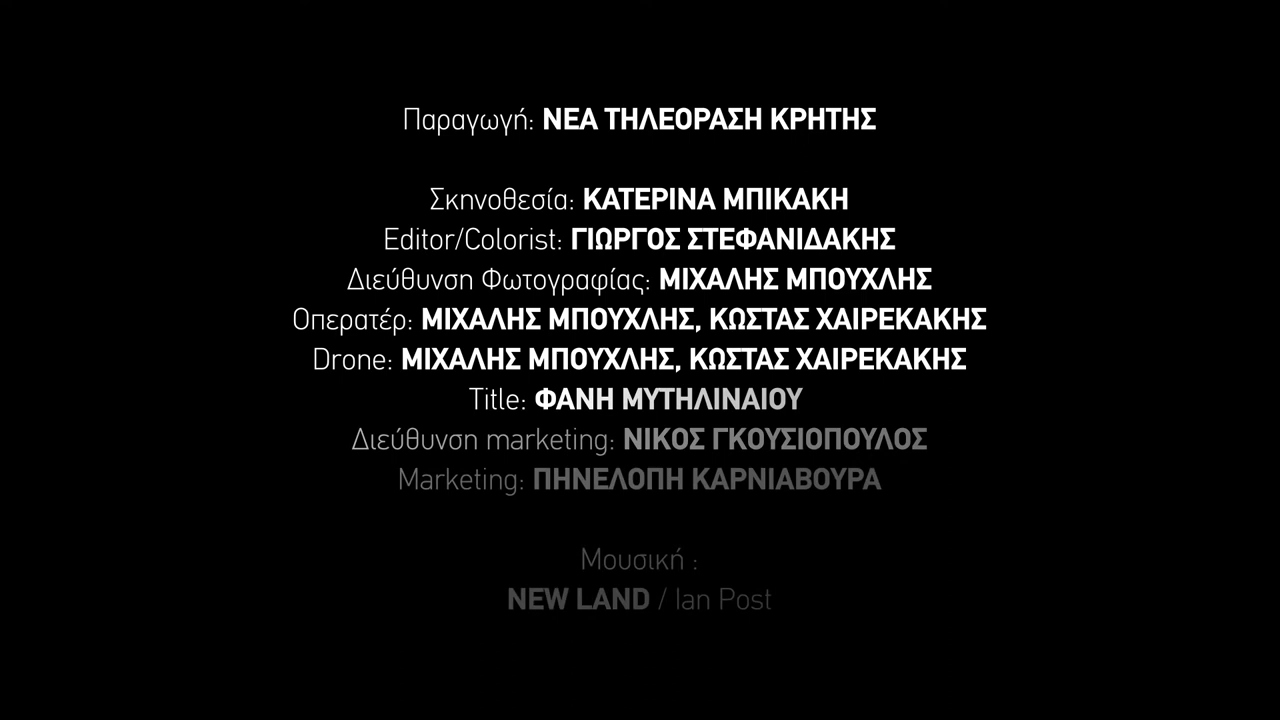 Παραγωγή: ΝΕΑ ΤΗΛΕΟΡΑΣΗ ΚΡΗΤΗΣ
Σκηνοθεσία: ΚΑΤΕΡΙΝΑ ΜΠΙΚΑΚΗ
Editor/Colorist: ΓΙΩΡΓΟΣ ΣΤΕΦΑΝΙΔΑΚΗΣ
Διεύθυνση Φωτογραφίας: ΜΙΧΑΛΗΣ ΜΠΟΥΧΛΗΣ
Οπερατέρ: ΜΙΧΑΛΗΣ ΜΠΟΥΧΛΗΣ, ΚΩΣΤΑΣ ΧΑΙΡΕΚΑΚΗΣ
Drone: ΜΙΧΑΛΗΣ ΜΠΟΥΧΛΗΣ, ΚΩΣΤΑΣ ΧΑΙΡΕΚΑΚΗΣ
Title: ΦΑΝΗ ΜΥΤΗΛΙΝΑΙΟΥ
Διεύθυνση marketing: ΝΙΚΟΣ ΓΚΟΥΣΙΟΠΟΥΛΟΣ
Marketing: ΠΗΝΕΛΟΠΗ ΚΑΡΝΙΑΒΟΥΡΑ
Μουσική :
NEW LAND / Ian Post